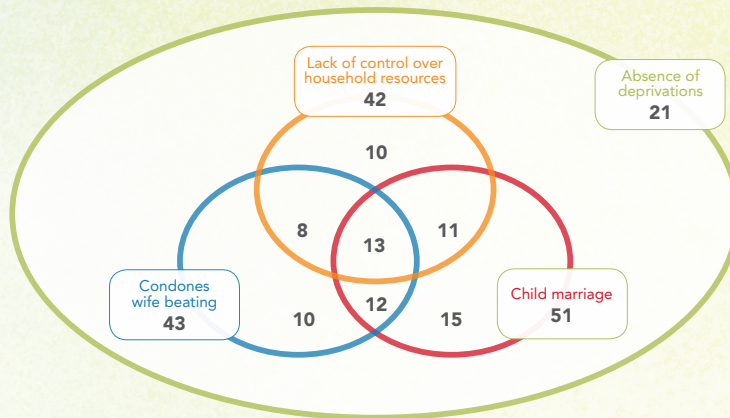 Lack of control over
household resources
42
Absence of
deprivations
21
10
8
11
13
Condones
wife beating
43
Child marriage
51
12
10
15